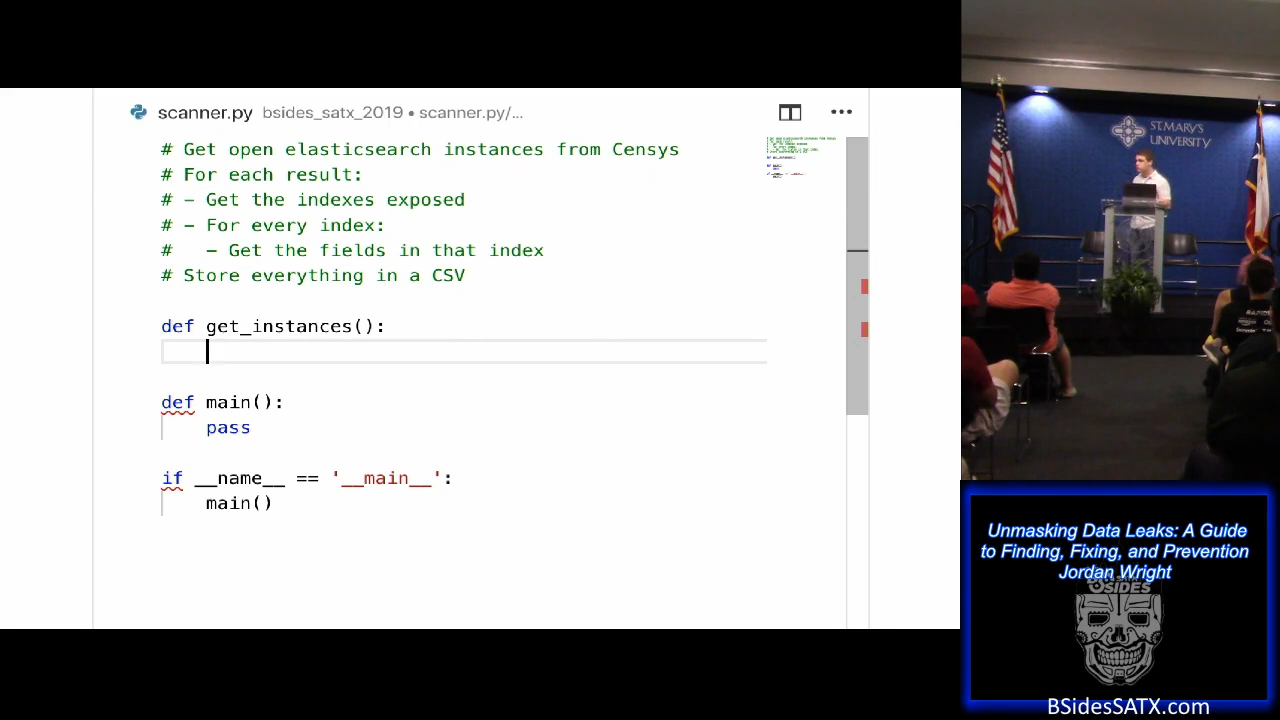 scanner.py bsides_satx_2019 • scanner.py/...
# Get open elasticsearch instances from Censys
# For each result:
# - Get the indexes exposed
# - For every index:
#   - Get the fields in that index
# Store everything in a CSV
def get_instances():
def main():
    pass
if __name__ == '__main__':
    main()
ST. MARY'S
UNIVERSITY
Unmasking Data Leaks: A Guide
to Finding, Fixing, and Prevention
Jordan Wright
BSIDES
BSidesSATX.com